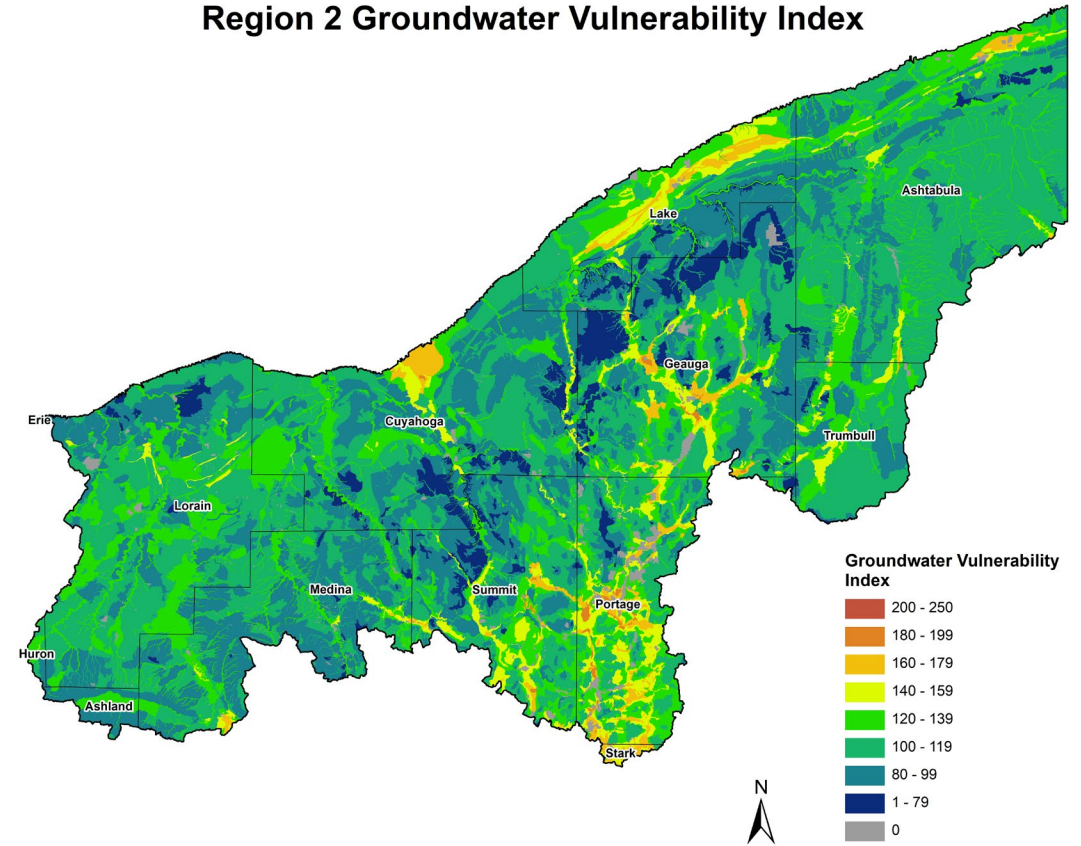 Region 2 Groundwater Vulnerability Index
Ashtabula
Lake
Geauga
Erie
Cuyahoga
Trumbull
Lorain
Medina
Summit
Portage
Huron
Ashland
Stark
Groundwater Vulnerability
Index
200 - 250
180 - 199
160 - 179
140 - 159
120 - 139
100 - 119
80 - 99
1 - 79
0
N